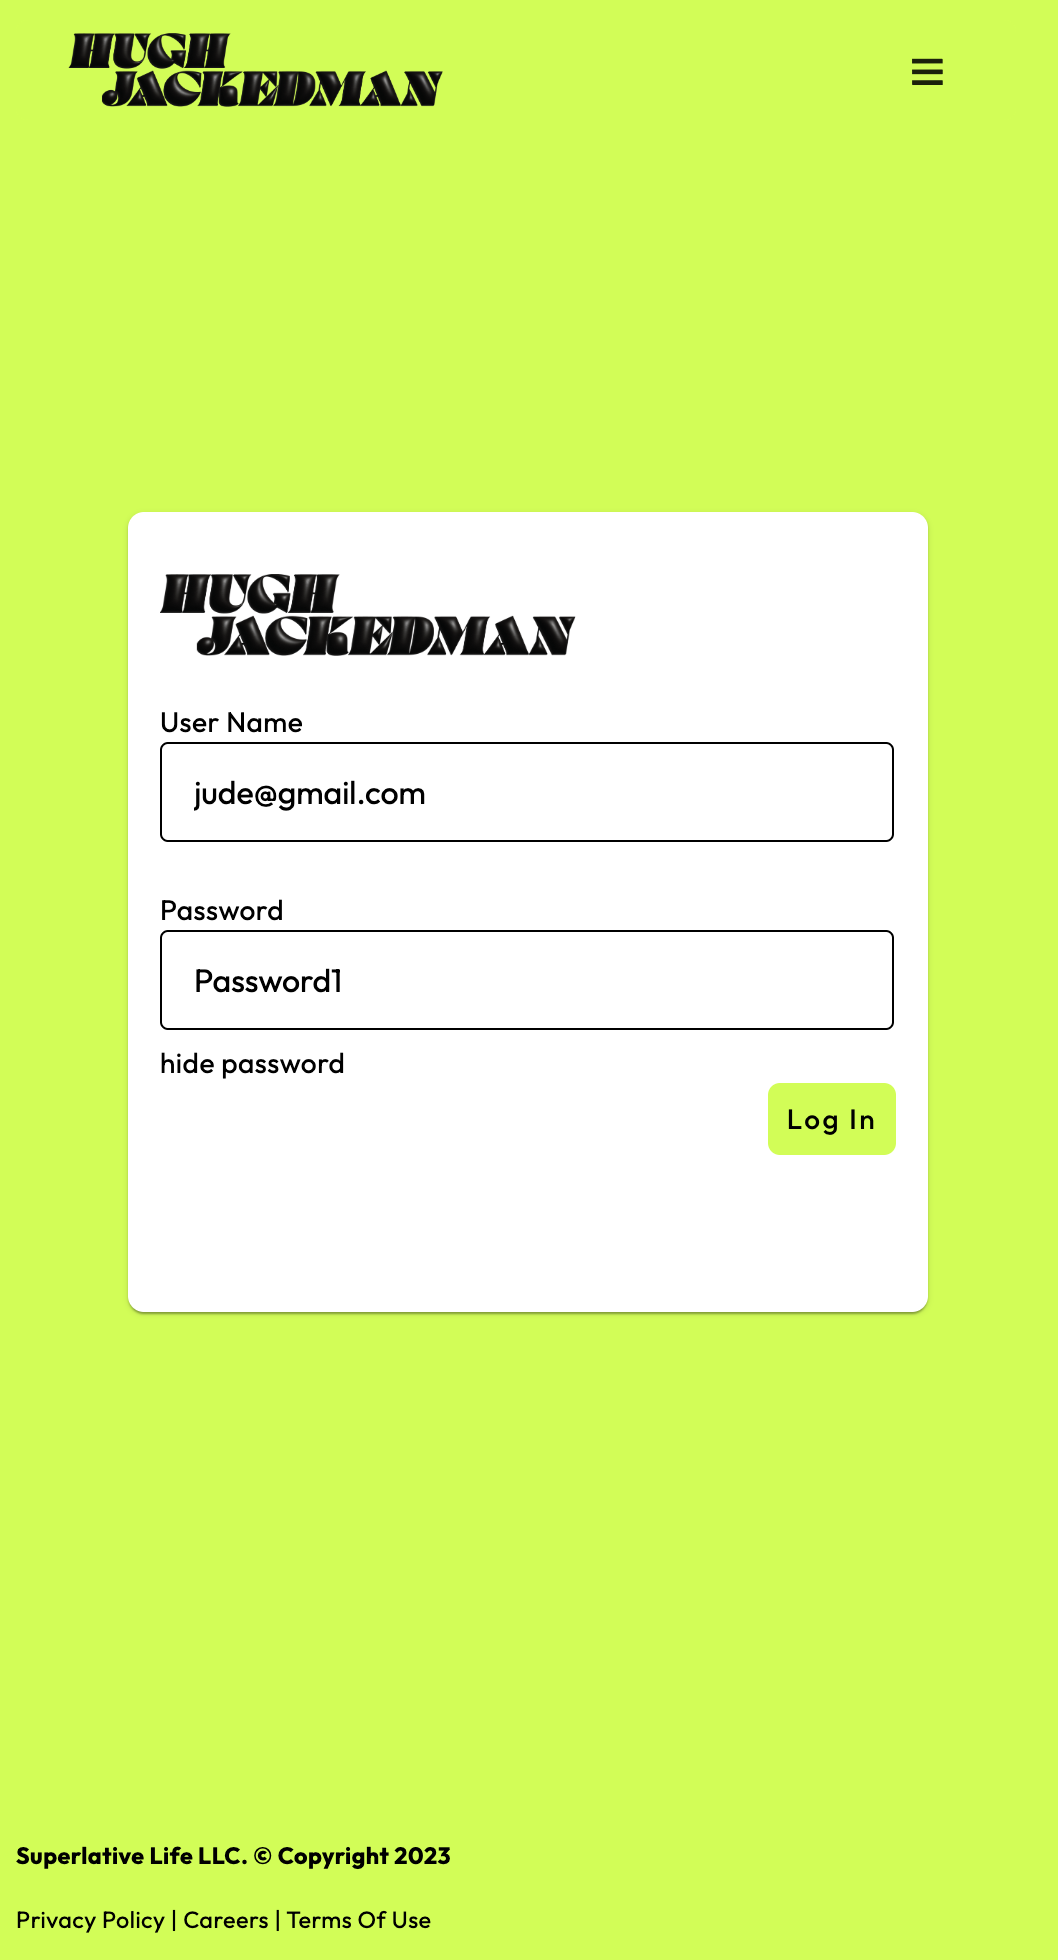 HUGH
JACKEDMAN
HUGH
JACKEDMAN
User Name
jude@gmail.com
Password
Password1
hide password
Log In
Superlative Life LLC. © Copyright 2023
Privacy Policy | Careers | Terms Of Use